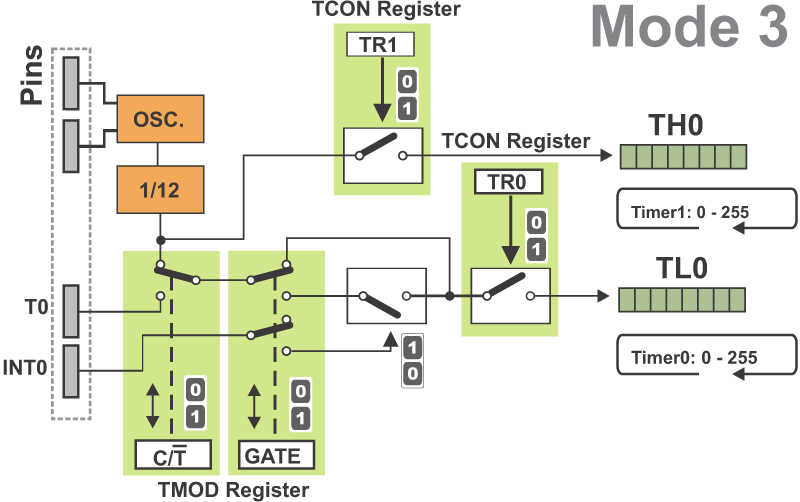 TCON Register
Mode 3
TR1
Pins
0
1
OSC.
TH0
TCON Register
1/12
TR0
Timer1: 0 - 255
0
1
TL0
T0
INT0
1
0
Timer0: 0 - 255
0
1
0
1
C/T̅
GATE
TMOD Register